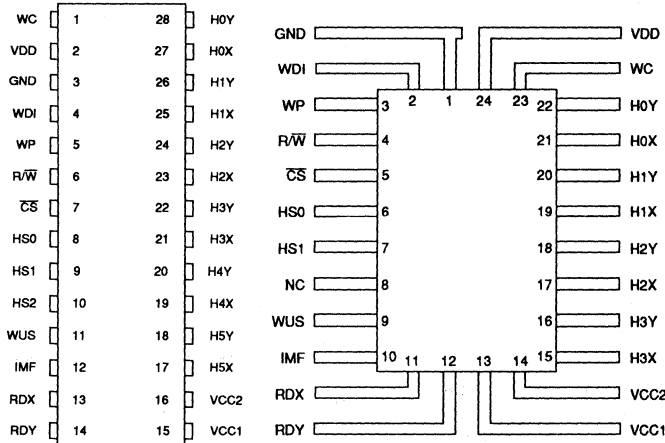 WC 1 28 H0Y
VDD 2 27 H0X
GND 3 26 H1Y
WDI 4 25 H1X
WP 5 24 H2Y
R/W̅ 6 23 H2X
C̅S̅ 7 22 H3Y
HS0 8 21 H3X
HS1 9 20 H4Y
HS2 10 19 H4X
WUS 11 18 H5Y
IMF 12 17 H5X
RDX 13 16 VCC2
RDY 14 15 VCC1
GND VDD
WDI 2 1 24 23 WC
WP 3 22 H0Y
R/W̅ 4 21 H0X
C̅S̅ 5 20 H1Y
HS0 6 19 H1X
HS1 7 18 H2Y
NC 8 17 H2X
WUS 9 16 H3Y
IMF 10 11 12 13 14 15 H3X
RDX VCC2
RDY VCC1